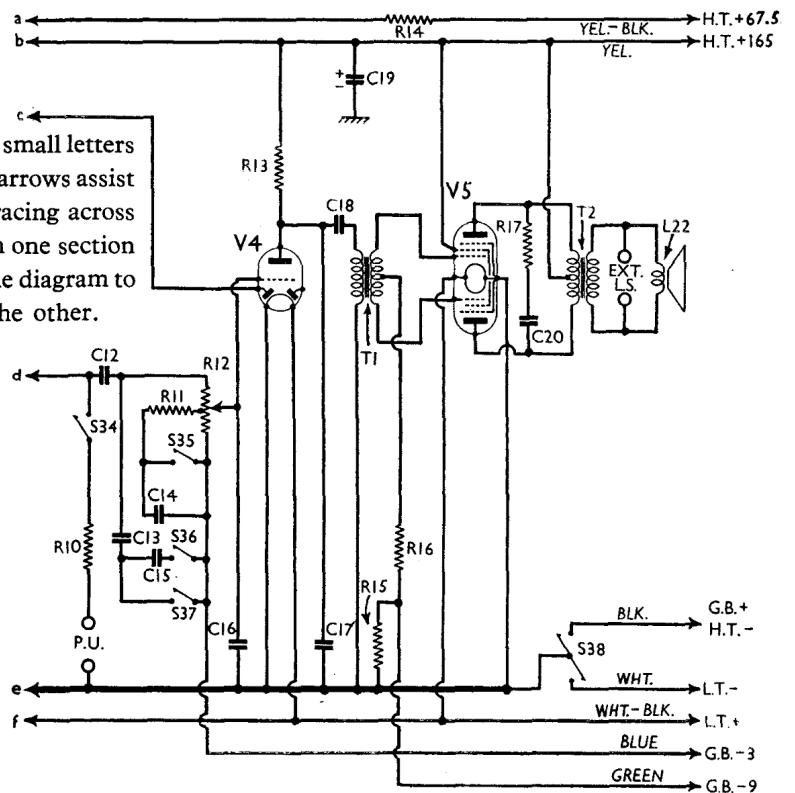 a
R14
YEL.-BLK.
H.T.+67.5
b
YEL.
H.T.+165
C19
+
-
c
small letters
arrows assist
racing across
one section
e diagram to
he other.
R13
C18
V4
V5
R17
T2
L22
EXT.
L.S.
C20
T1
C12
R12
d
R11
S34
S35
C14
C13
S36
C15
R10
S37
R16
R15
P.U.
C16
C17
BLK.
G.B.+
H.T.-
S38
e
WHT.
L.T.-
f
WHT.-BLK.
L.T.+
BLUE
G.B.-3
GREEN
G.B.-9